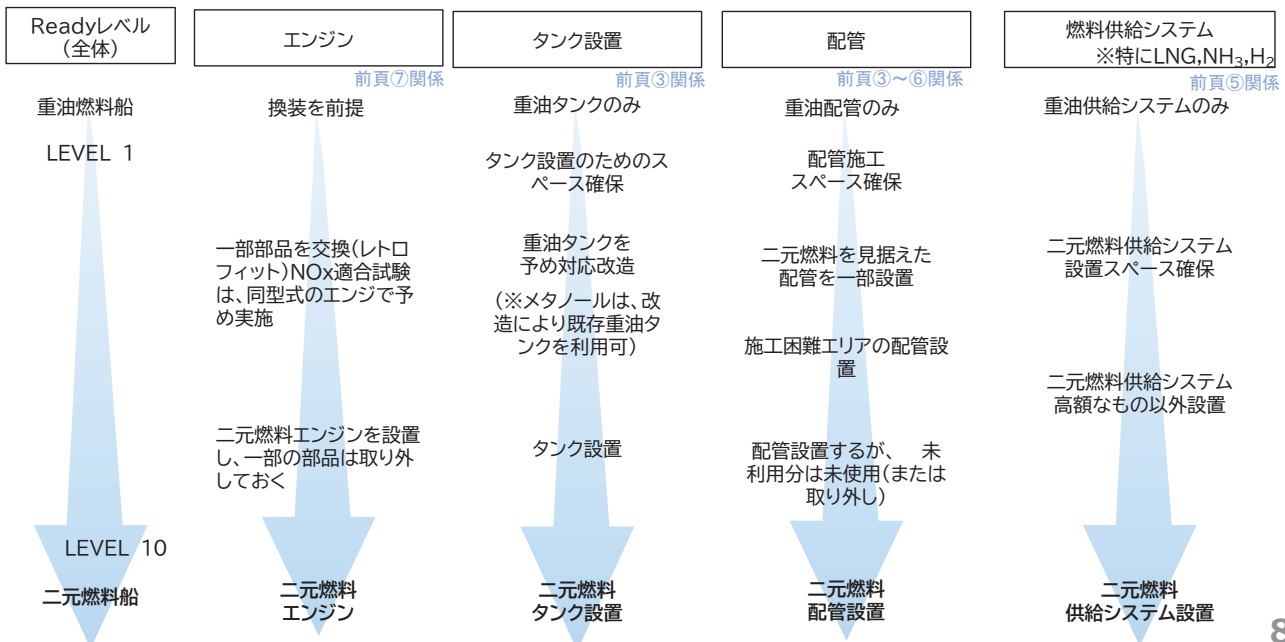 Readyレベル
(全体)
エンジン
タンク設置
配管
燃料供給システム
※特にLNG,NH₃,H₂
前頁⑦関係
前頁③関係
前頁③～⑥関係
前頁⑤関係
重油燃料船
LEVEL 1
LEVEL 10
二元燃料船
換装を前提
一部部品を交換(レトロ
フィット)NOx適合試験
は、同型式のエンジで予
め実施
二元燃料エンジンを設置
し、一部の部品は取り外
しておく
二元燃料
エンジン
重油タンクのみ
タンク設置のためのス
ペース確保
重油タンクを
予め対応改造
(※メタノールは、改
造により既存重油タ
ンクを利用可)
タンク設置
二元燃料
タンク設置
重油配管のみ
配管施工
スペース確保
二元燃料を見据えた
配管を一部設置
施工困難エリアの配管設
置
配管設置するが、 未
利用分は未使用(または
取り外し)
二元燃料
配管設置
重油供給システムのみ
二元燃料供給システム
設置スペース確保
二元燃料供給システム
高額なもの以外設置
二元燃料
供給システム設置
8